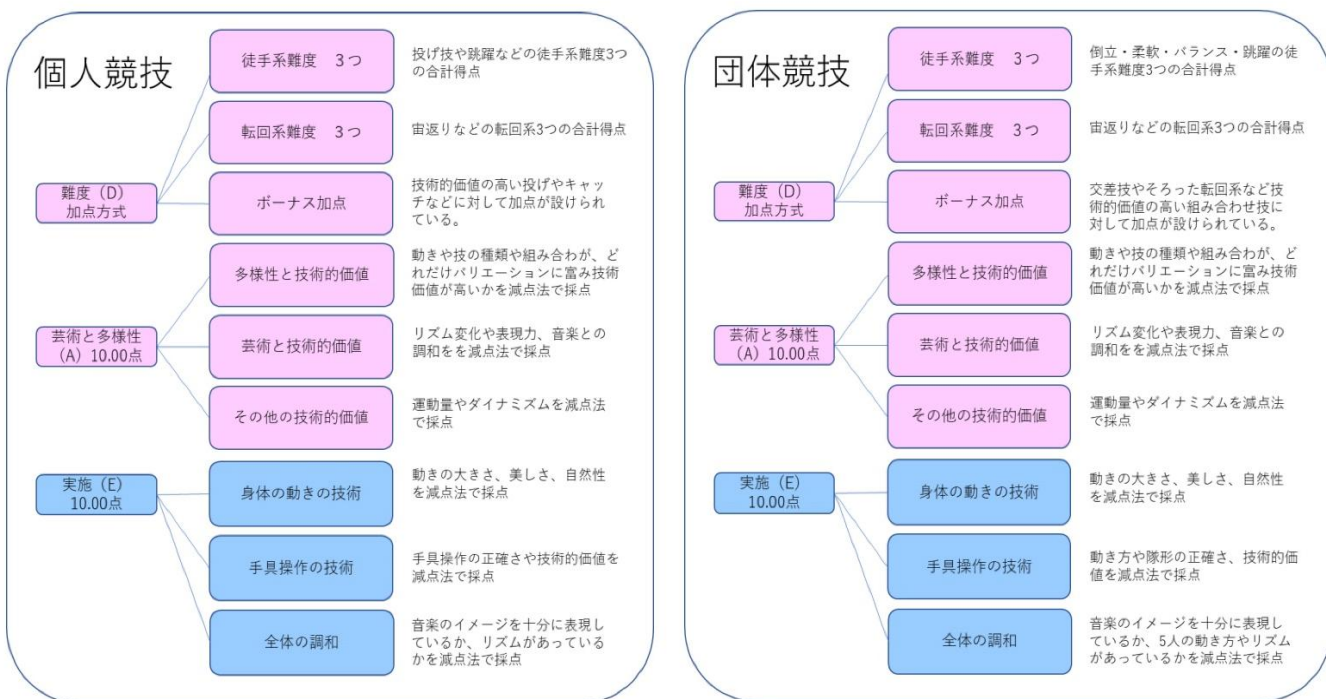 個人競技
徒手系難度　3つ
投げ技や跳躍などの徒手系難度3つ
の合計得点
転回系難度　3つ
宙返りなどの転回系3つの合計得点
難度（D）
加点方式
ボーナス加点
技術的価値の高い投げやキャッ
チなどに対して加点が設けられ
ている。
多様性と技術的価値
動きや技の種類や組み合わが、ど
れだけバリエーションに富み技術
価値が高いかを減点法で採点
芸術と多様性
（A）10.00点
芸術と技術的価値
リズム変化や表現力、音楽との
調和をを減点法で採点
その他の技術的価値
運動量やダイナミズムを減点法
で採点
実施（E）
10.00点
身体の動きの技術
動きの大きさ、美しさ、自然性
を減点法で採点
手具操作の技術
手具操作の正確さや技術的価値を
減点法で採点
全体の調和
音楽のイメージを十分に表現し
ているか、リズムがあっている
かを減点法で採点
団体競技
徒手系難度　3つ
倒立・柔軟・バランス・跳躍の徒
手系難度3つの合計得点
転回系難度　3つ
宙返りなどの転回系3つの合計得点
難度（D）
加点方式
ボーナス加点
交差技やそろった転回系など技
術的価値の高い組み合わせ技に
対して加点が設けられている。
多様性と技術的価値
動きや技の種類や組み合わが、ど
れだけバリエーションに富み技術
価値が高いかを減点法で採点
芸術と多様性
（A）10.00点
芸術と技術的価値
リズム変化や表現力、音楽との
調和をを減点法で採点
その他の技術的価値
運動量やダイナミズムを減点法
で採点
実施（E）
10.00点
身体の動きの技術
動きの大きさ、美しさ、自然性
を減点法で採点
手具操作の技術
動き方や隊形の正確さ、技術的価
値を減点法で採点
全体の調和
音楽のイメージを十分に表現し
ているか、5人の動き方やリズム
があっているかを減点法で採点